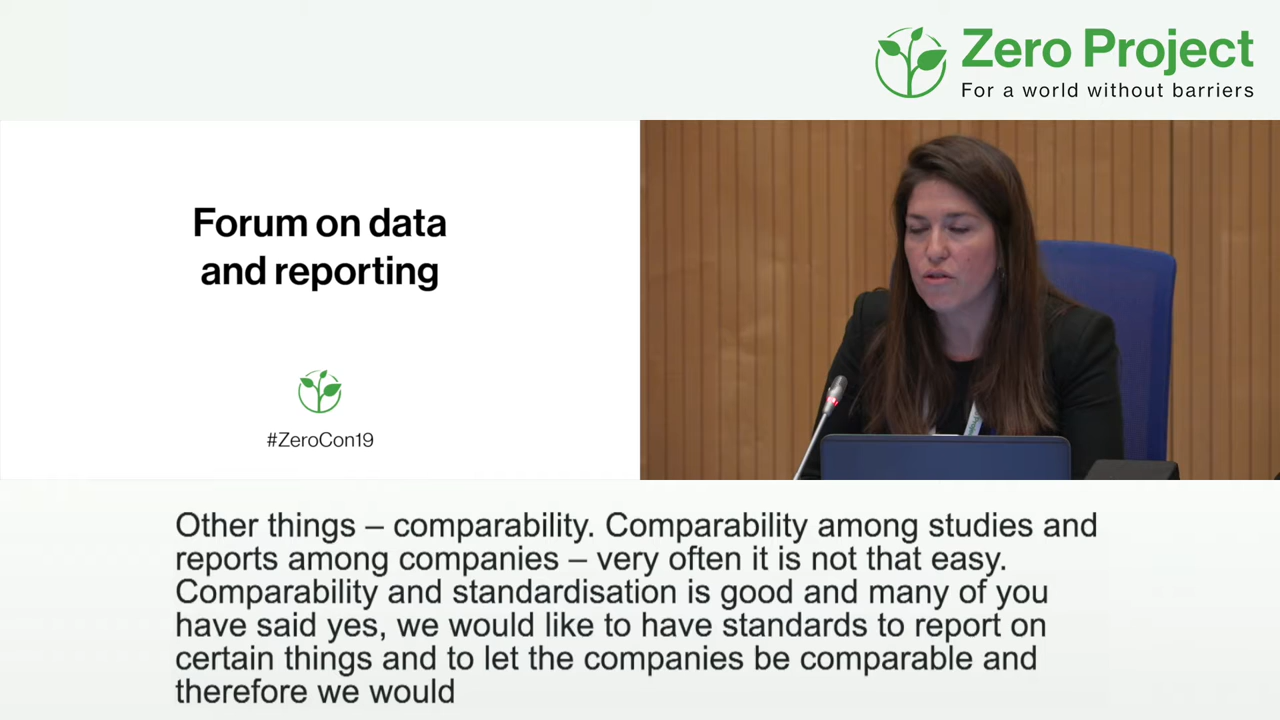 Zero Project
For a world without barriers
Forum on data
and reporting
#ZeroCon19
Other things – comparability. Comparability among studies and
reports among companies – very often it is not that easy.
Comparability and standardisation is good and many of you
have said yes, we would like to have standards to report on
certain things and to let the companies be comparable and
therefore we would